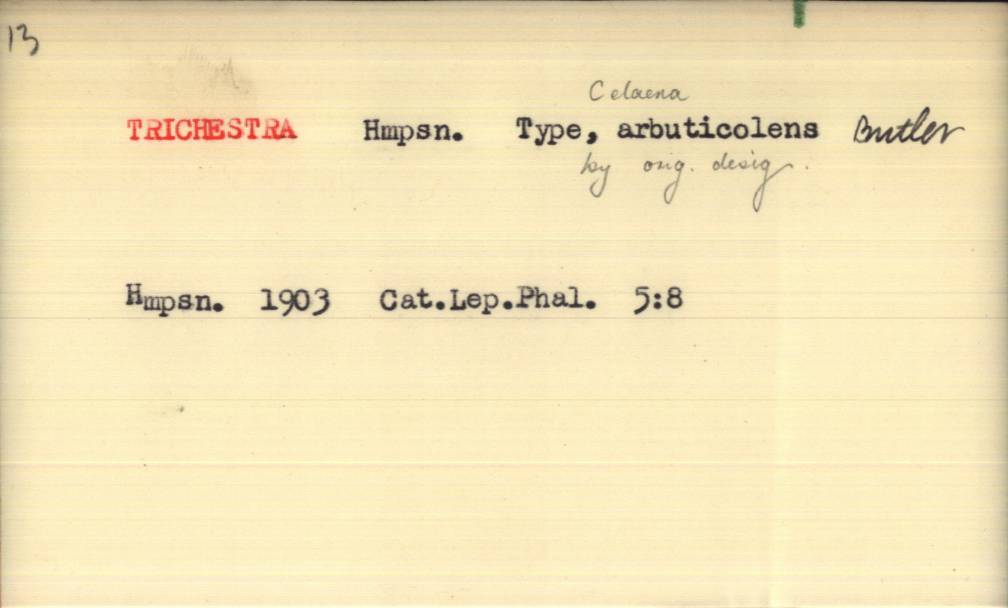 13
Celaena
TRICHESTRA Hmpsn. Type, arbuticolens Butler
by orig. desig.
Hmpsn. 1903 Cat.Lep.Phal. 5:8